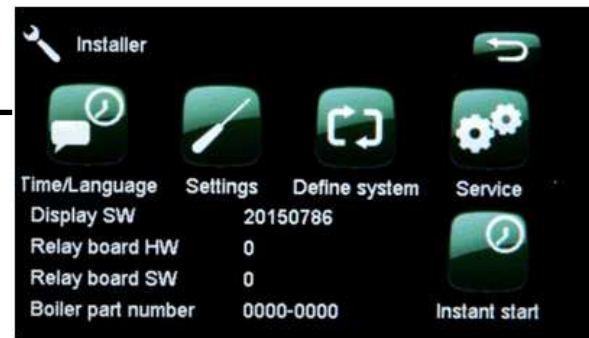 Installer
Time/Language Settings Define system Service
Display SW 20150786
Relay board HW 0
Relay board SW 0
Boiler part number 0000-0000
Instant start